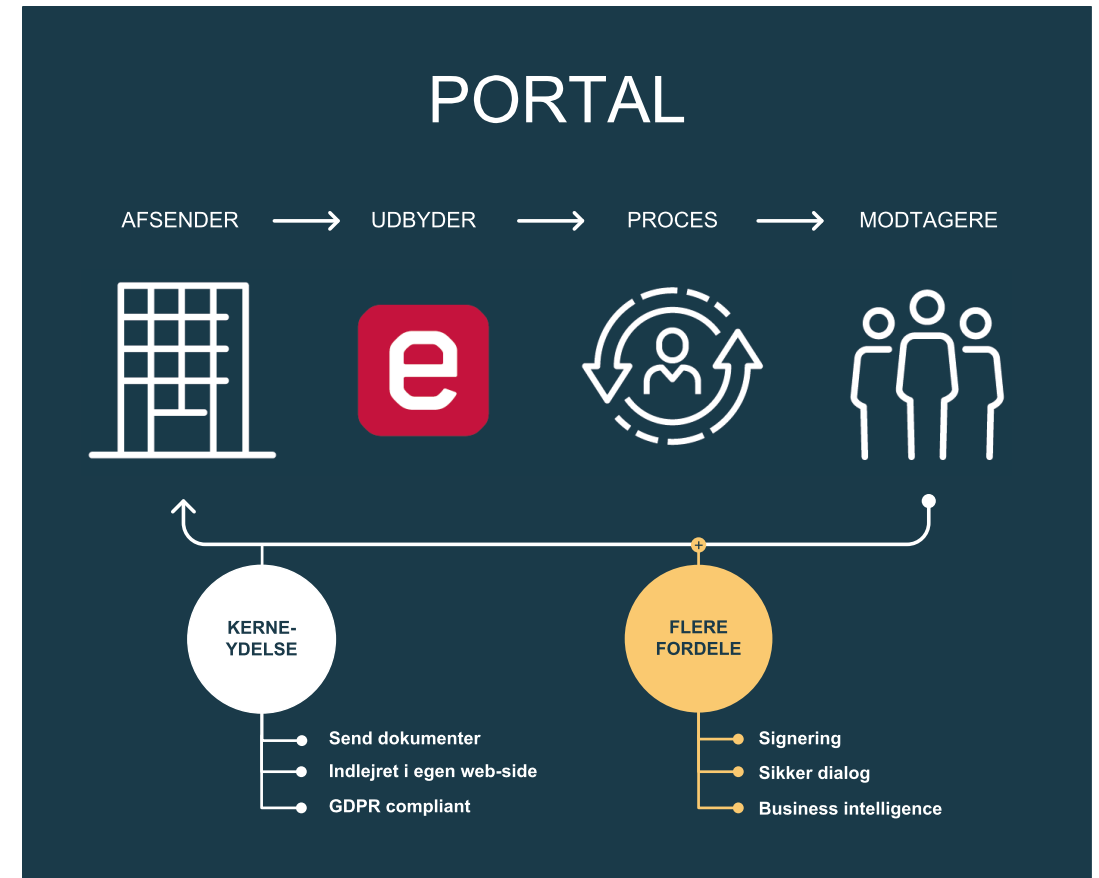 PORTAL
AFSENDER
UDBYDER
PROCES
MODTAGERE
e
+
KERNE-
YDELSE
Send dokumenter
Indlejret i egen web-side
GDPR compliant
FLERE
FORDELE
Signering
Sikker dialog
Business intelligence